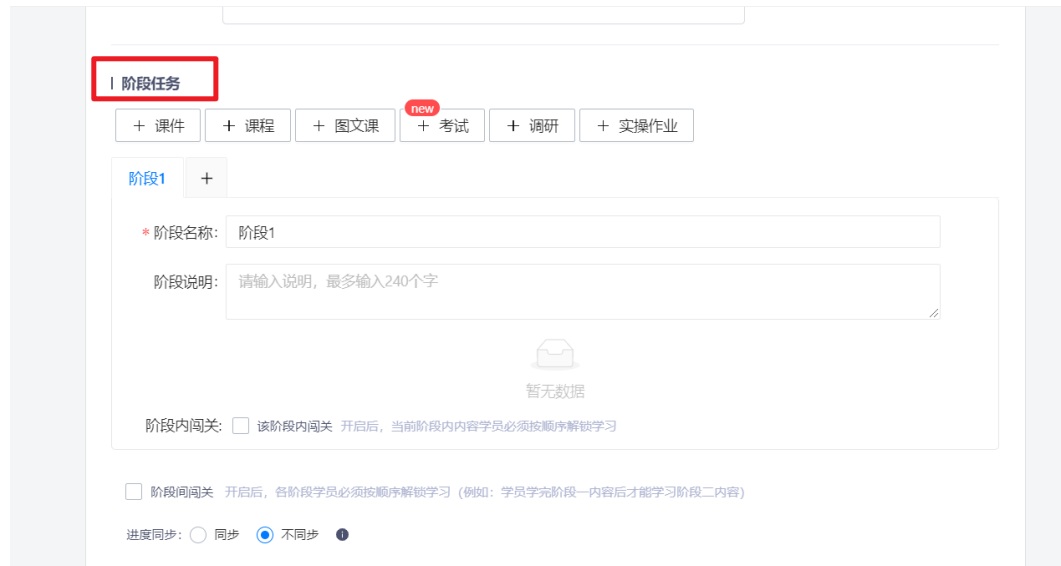 阶段任务
+ 课件 + 课程 + 图文课 new + 考试 + 调研 + 实操作业
阶段1 +
* 阶段名称: 阶段1
阶段说明: 请输入说明，最多输入240个字
暂无数据
阶段内闯关: 该阶段内闯关 开启后，当前阶段内内容学员必须按顺序解锁学习
阶段间闯关 开启后，各阶段学员必须按顺序解锁学习（例如：学员学完阶段一内容后才能学习阶段二内容）
进度同步: 同步 不同步